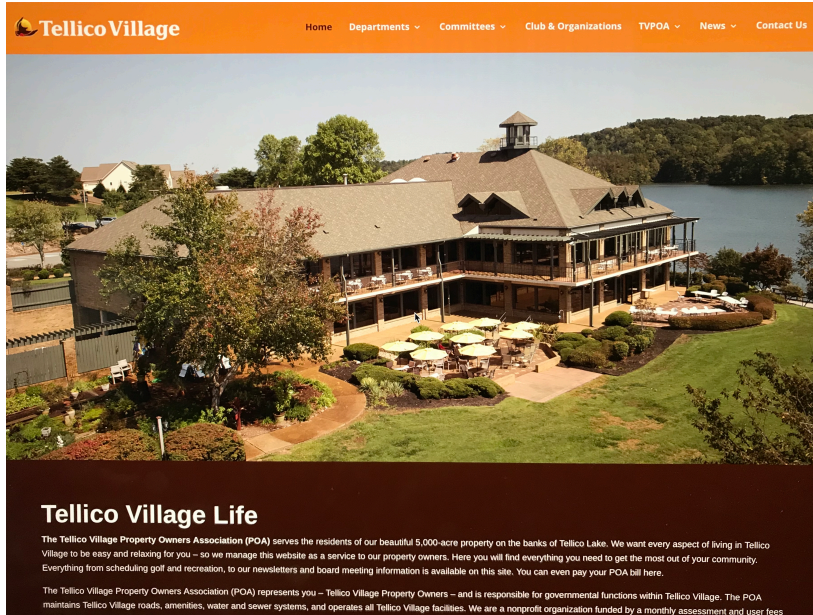 Tellico Village
Home Departments Committees Club & Organizations TVPOA News Contact Us
Tellico Village Life
The Tellico Village Property Owners Association (POA) serves the residents of our beautiful 5,000-acre property on the banks of Tellico Lake. We want every aspect of living in Tellico
Village to be easy and relaxing for you – so we manage this website as a service to our property owners. Here you will find everything you need to get the most out of your community.
Everything from scheduling golf and recreation, to our newsletters and board meeting information is available on this site. You can even pay your POA bill here.
The Tellico Village Property Owners Association (POA) represents you – Tellico Village Property Owners – and is responsible for governmental functions within Tellico Village. The POA
maintains Tellico Village roads, amenities, water and sewer systems, and operates all Tellico Village facilities. We are a nonprofit organization funded by a monthly assessment and user fees